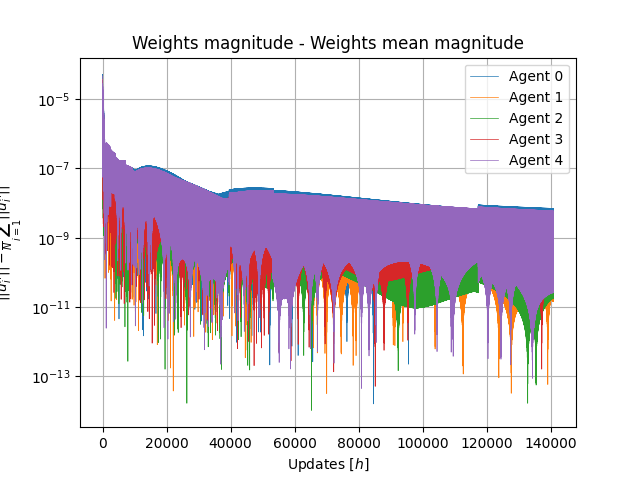 Weights magnitude - Weights mean magnitude
Agent 0
Agent 1
Agent 2
Agent 3
Agent 4
10⁻⁵
10⁻⁷
10⁻⁹
10⁻¹¹
10⁻¹³
0 20000 40000 60000 80000 100000 120000 140000
Updates [h]